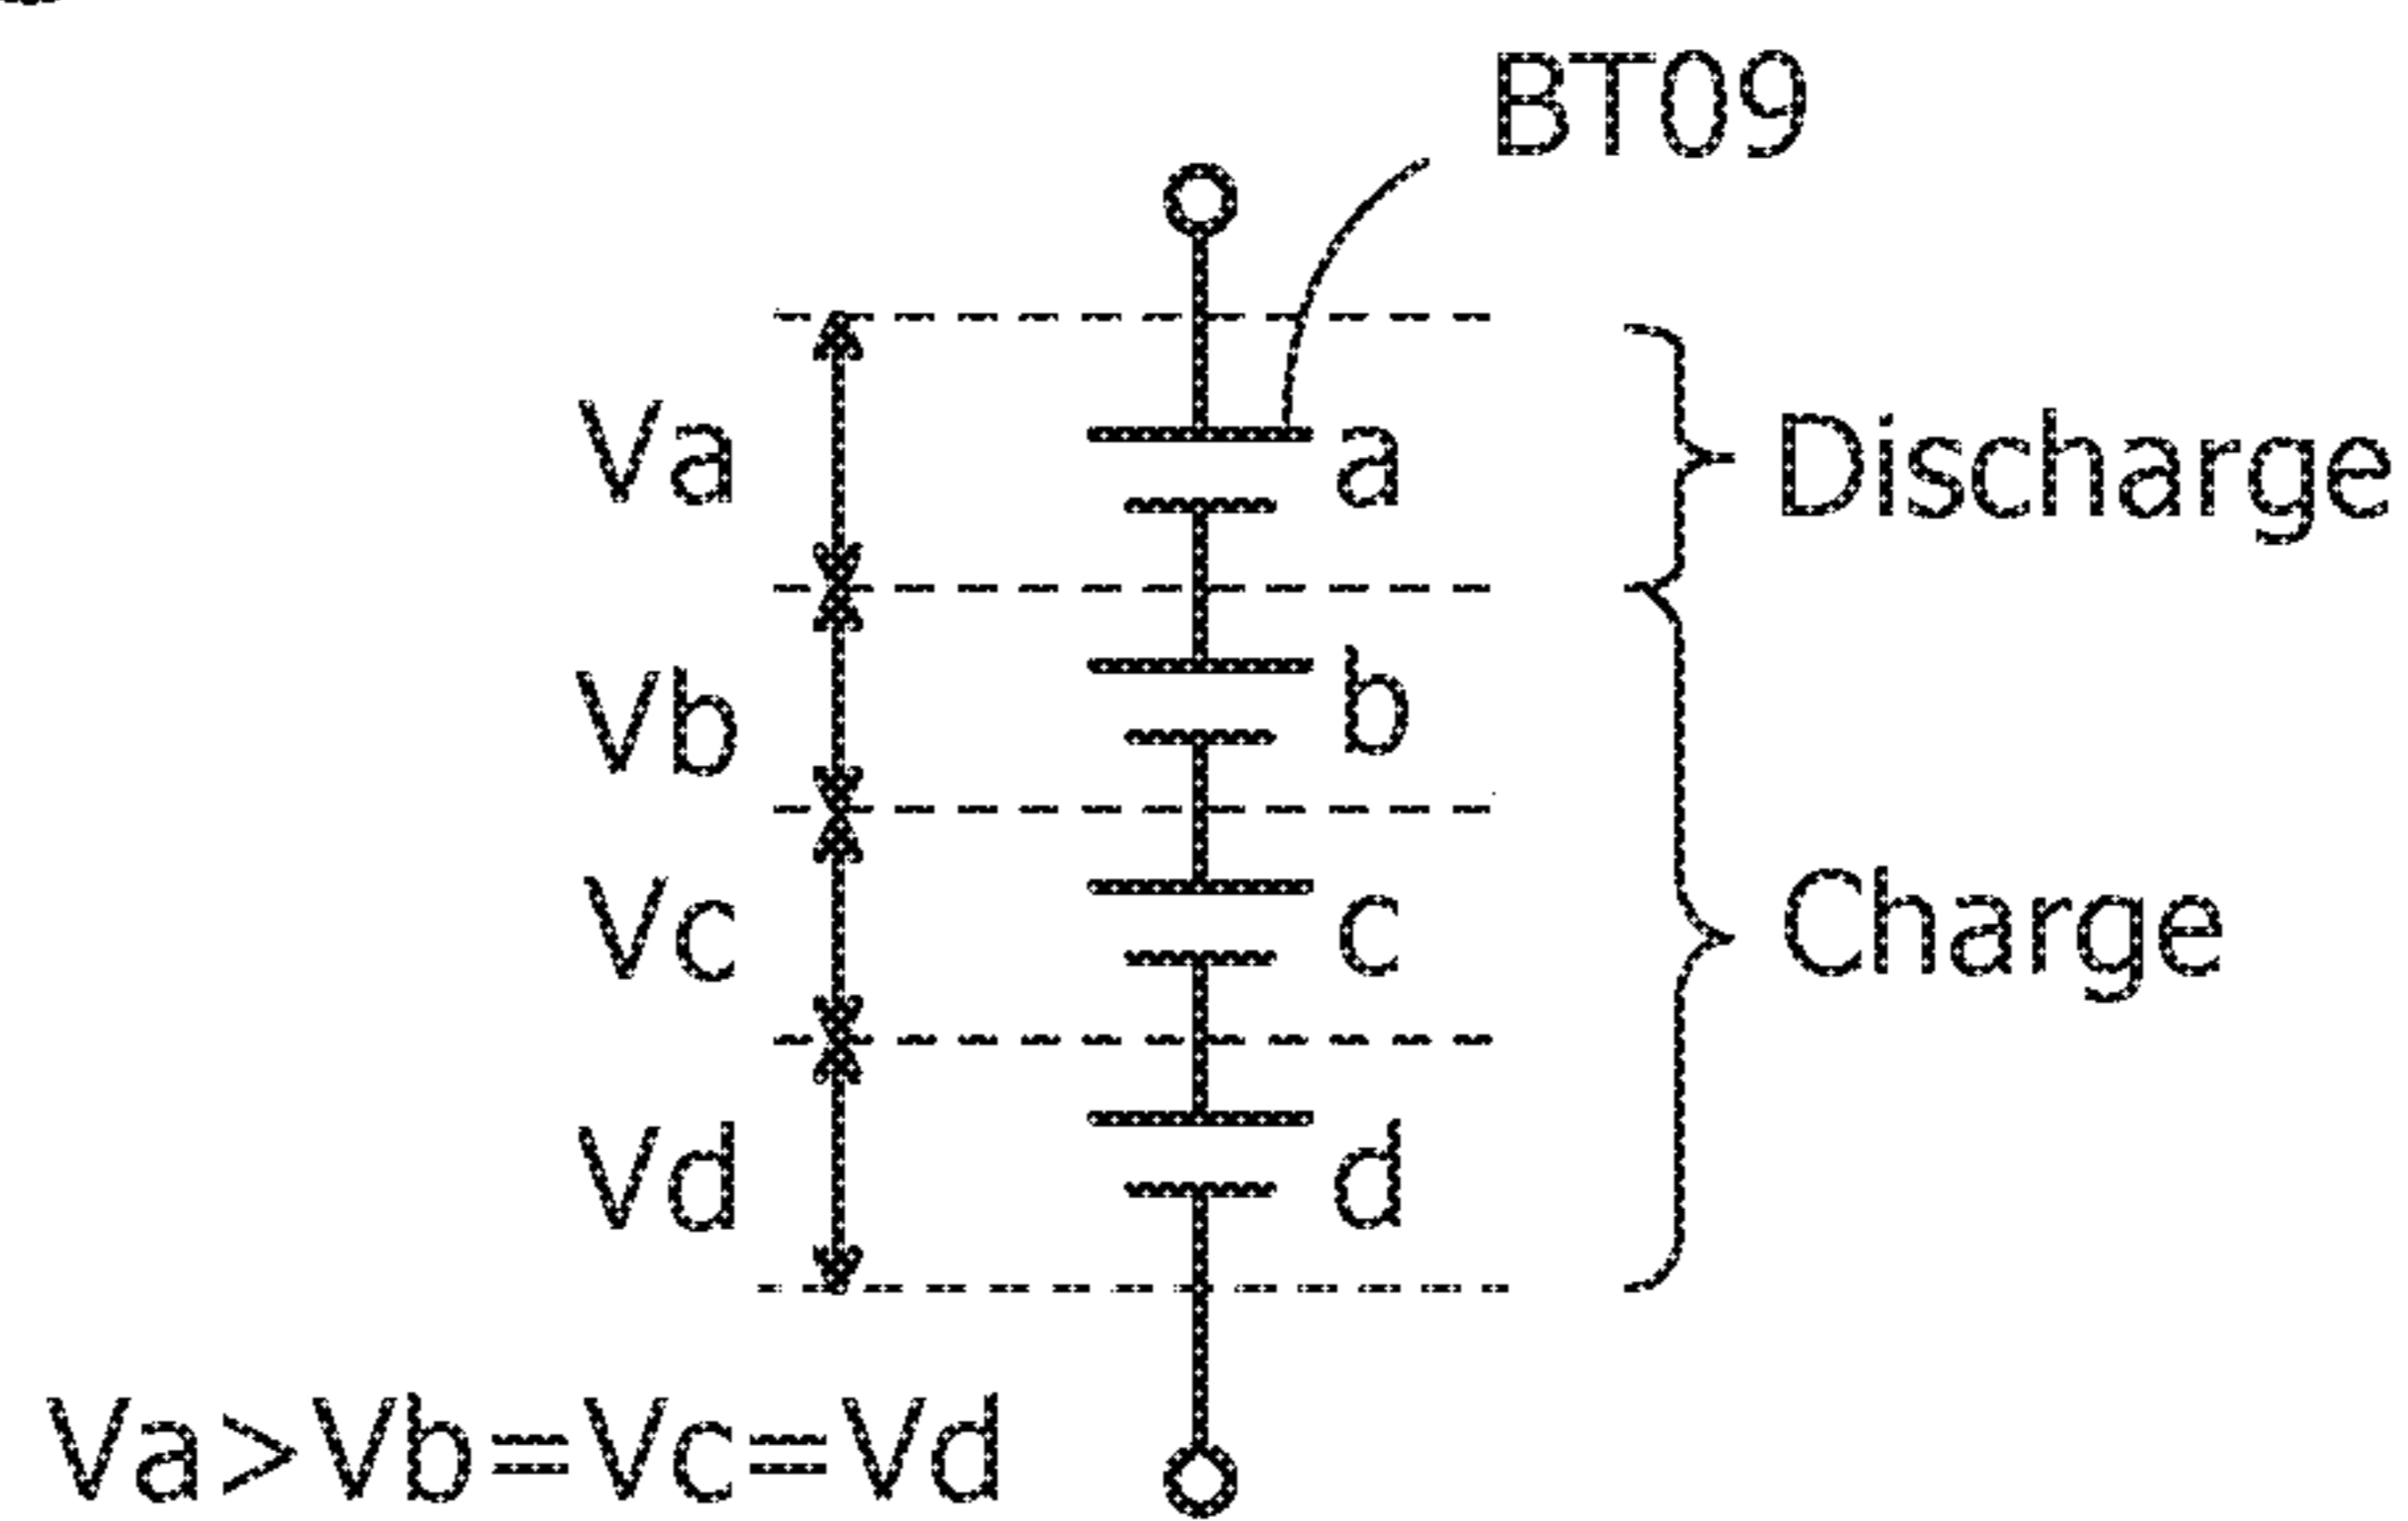 BT09
Va
a
Discharge
Vb
b
Vc
c
Charge
Vd
d
Va>Vb=Vc=Vd